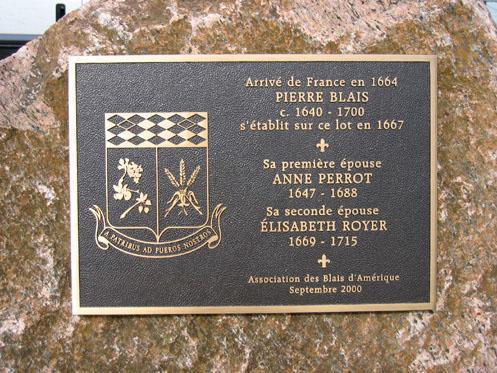 Arrivé de France en 1664
PIERRE BLAIS
c. 1640 - 1700
s'établit sur ce lot en 1667
Sa première épouse
ANNE PERROT
1647 - 1688
Sa seconde épouse
ÉLISABETH ROYER
1669 - 1715
Association des Blais d'Amérique
Septembre 2000
A PATRIBUS AD PUEROS NOSTROS